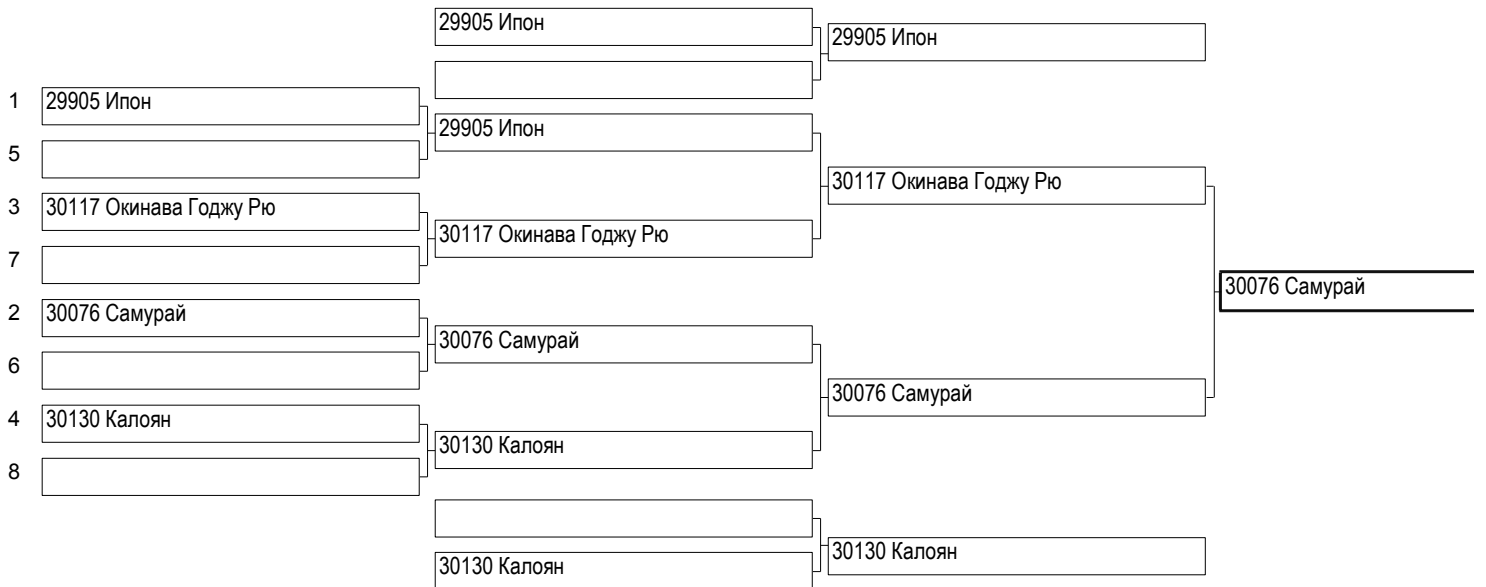 29905 Ипон
29905 Ипон
1 29905 Ипон
29905 Ипон
5
30117 Окинава Годжу Рю
3 30117 Окинава Годжу Рю
30117 Окинава Годжу Рю
7
30076 Самурай
2 30076 Самурай
30076 Самурай
6
30076 Самурай
4 30130 Калоян
30130 Калоян
8
30130 Калоян
30130 Калоян